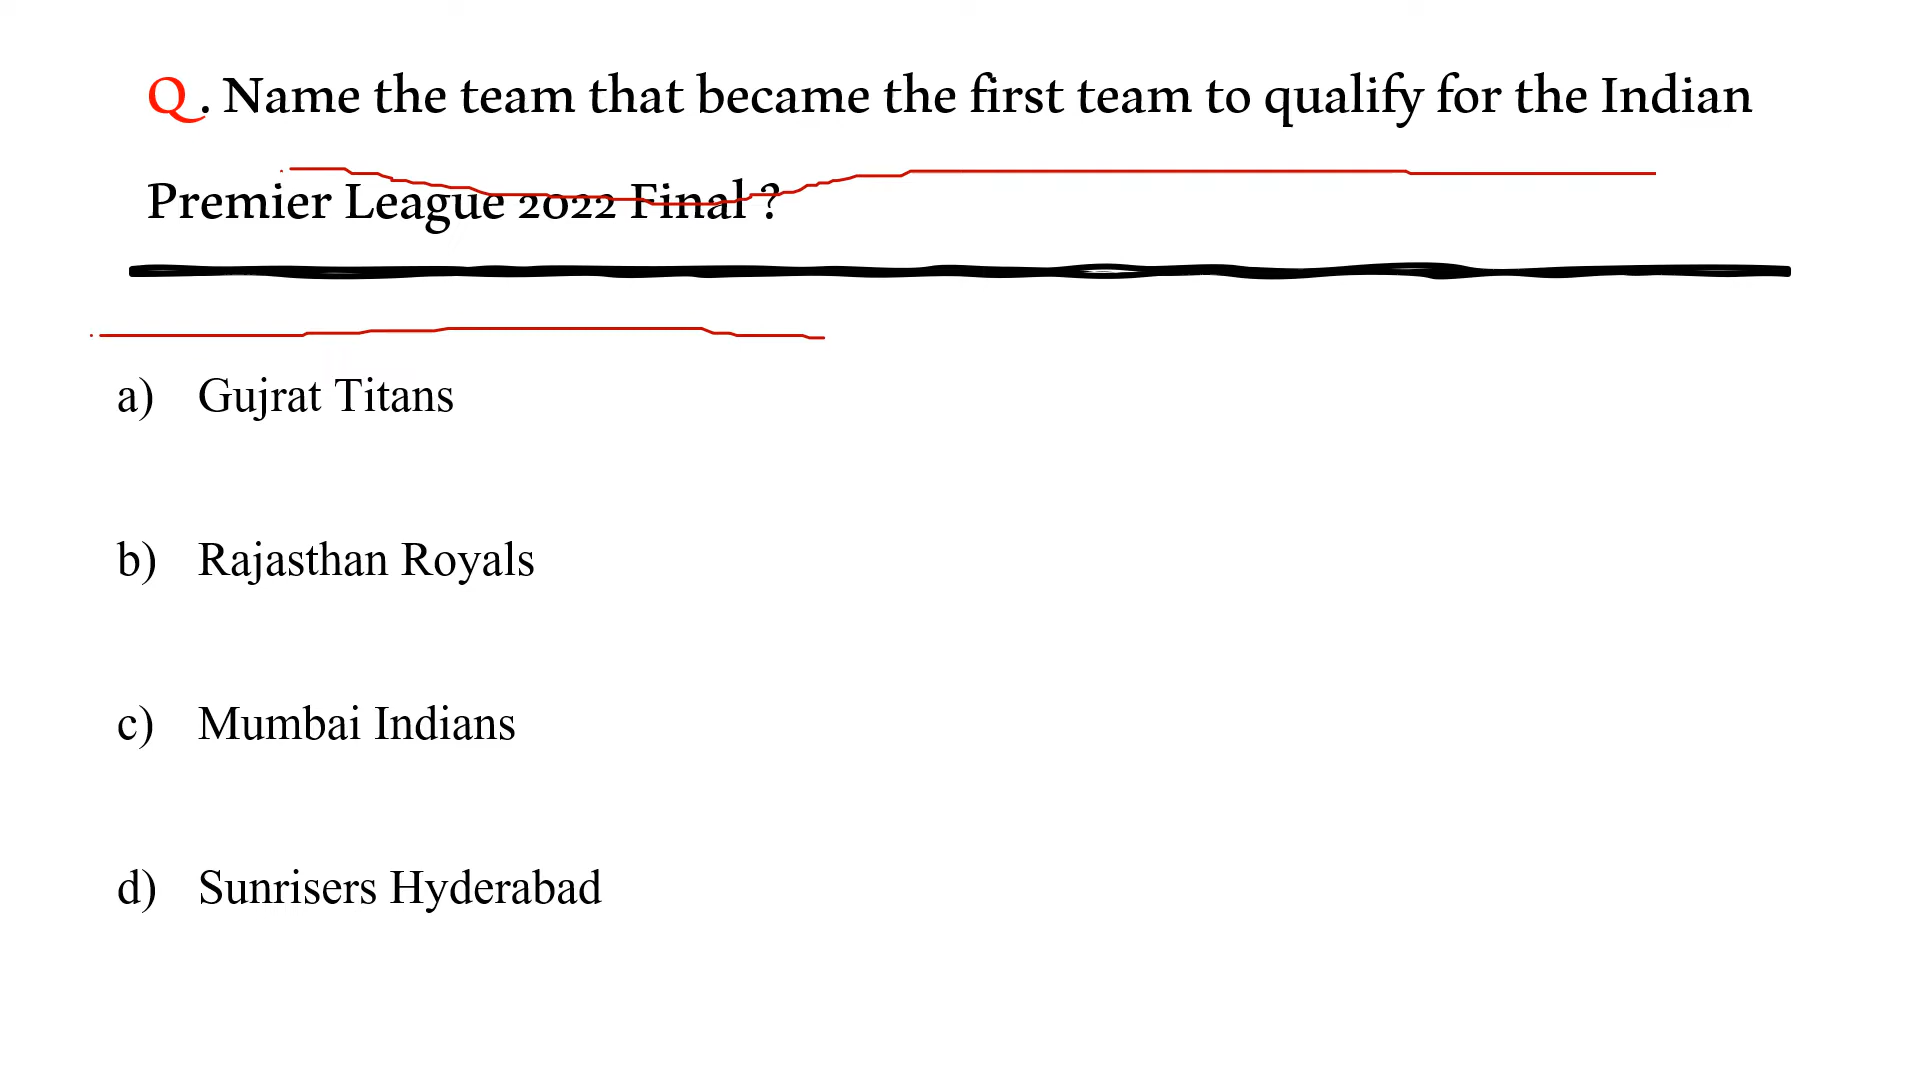 Q . Name the team that became the first team to qualify for the Indian
Premier League 2022 Final ?
a) Gujrat Titans
b) Rajasthan Royals
c) Mumbai Indians
d) Sunrisers Hyderabad